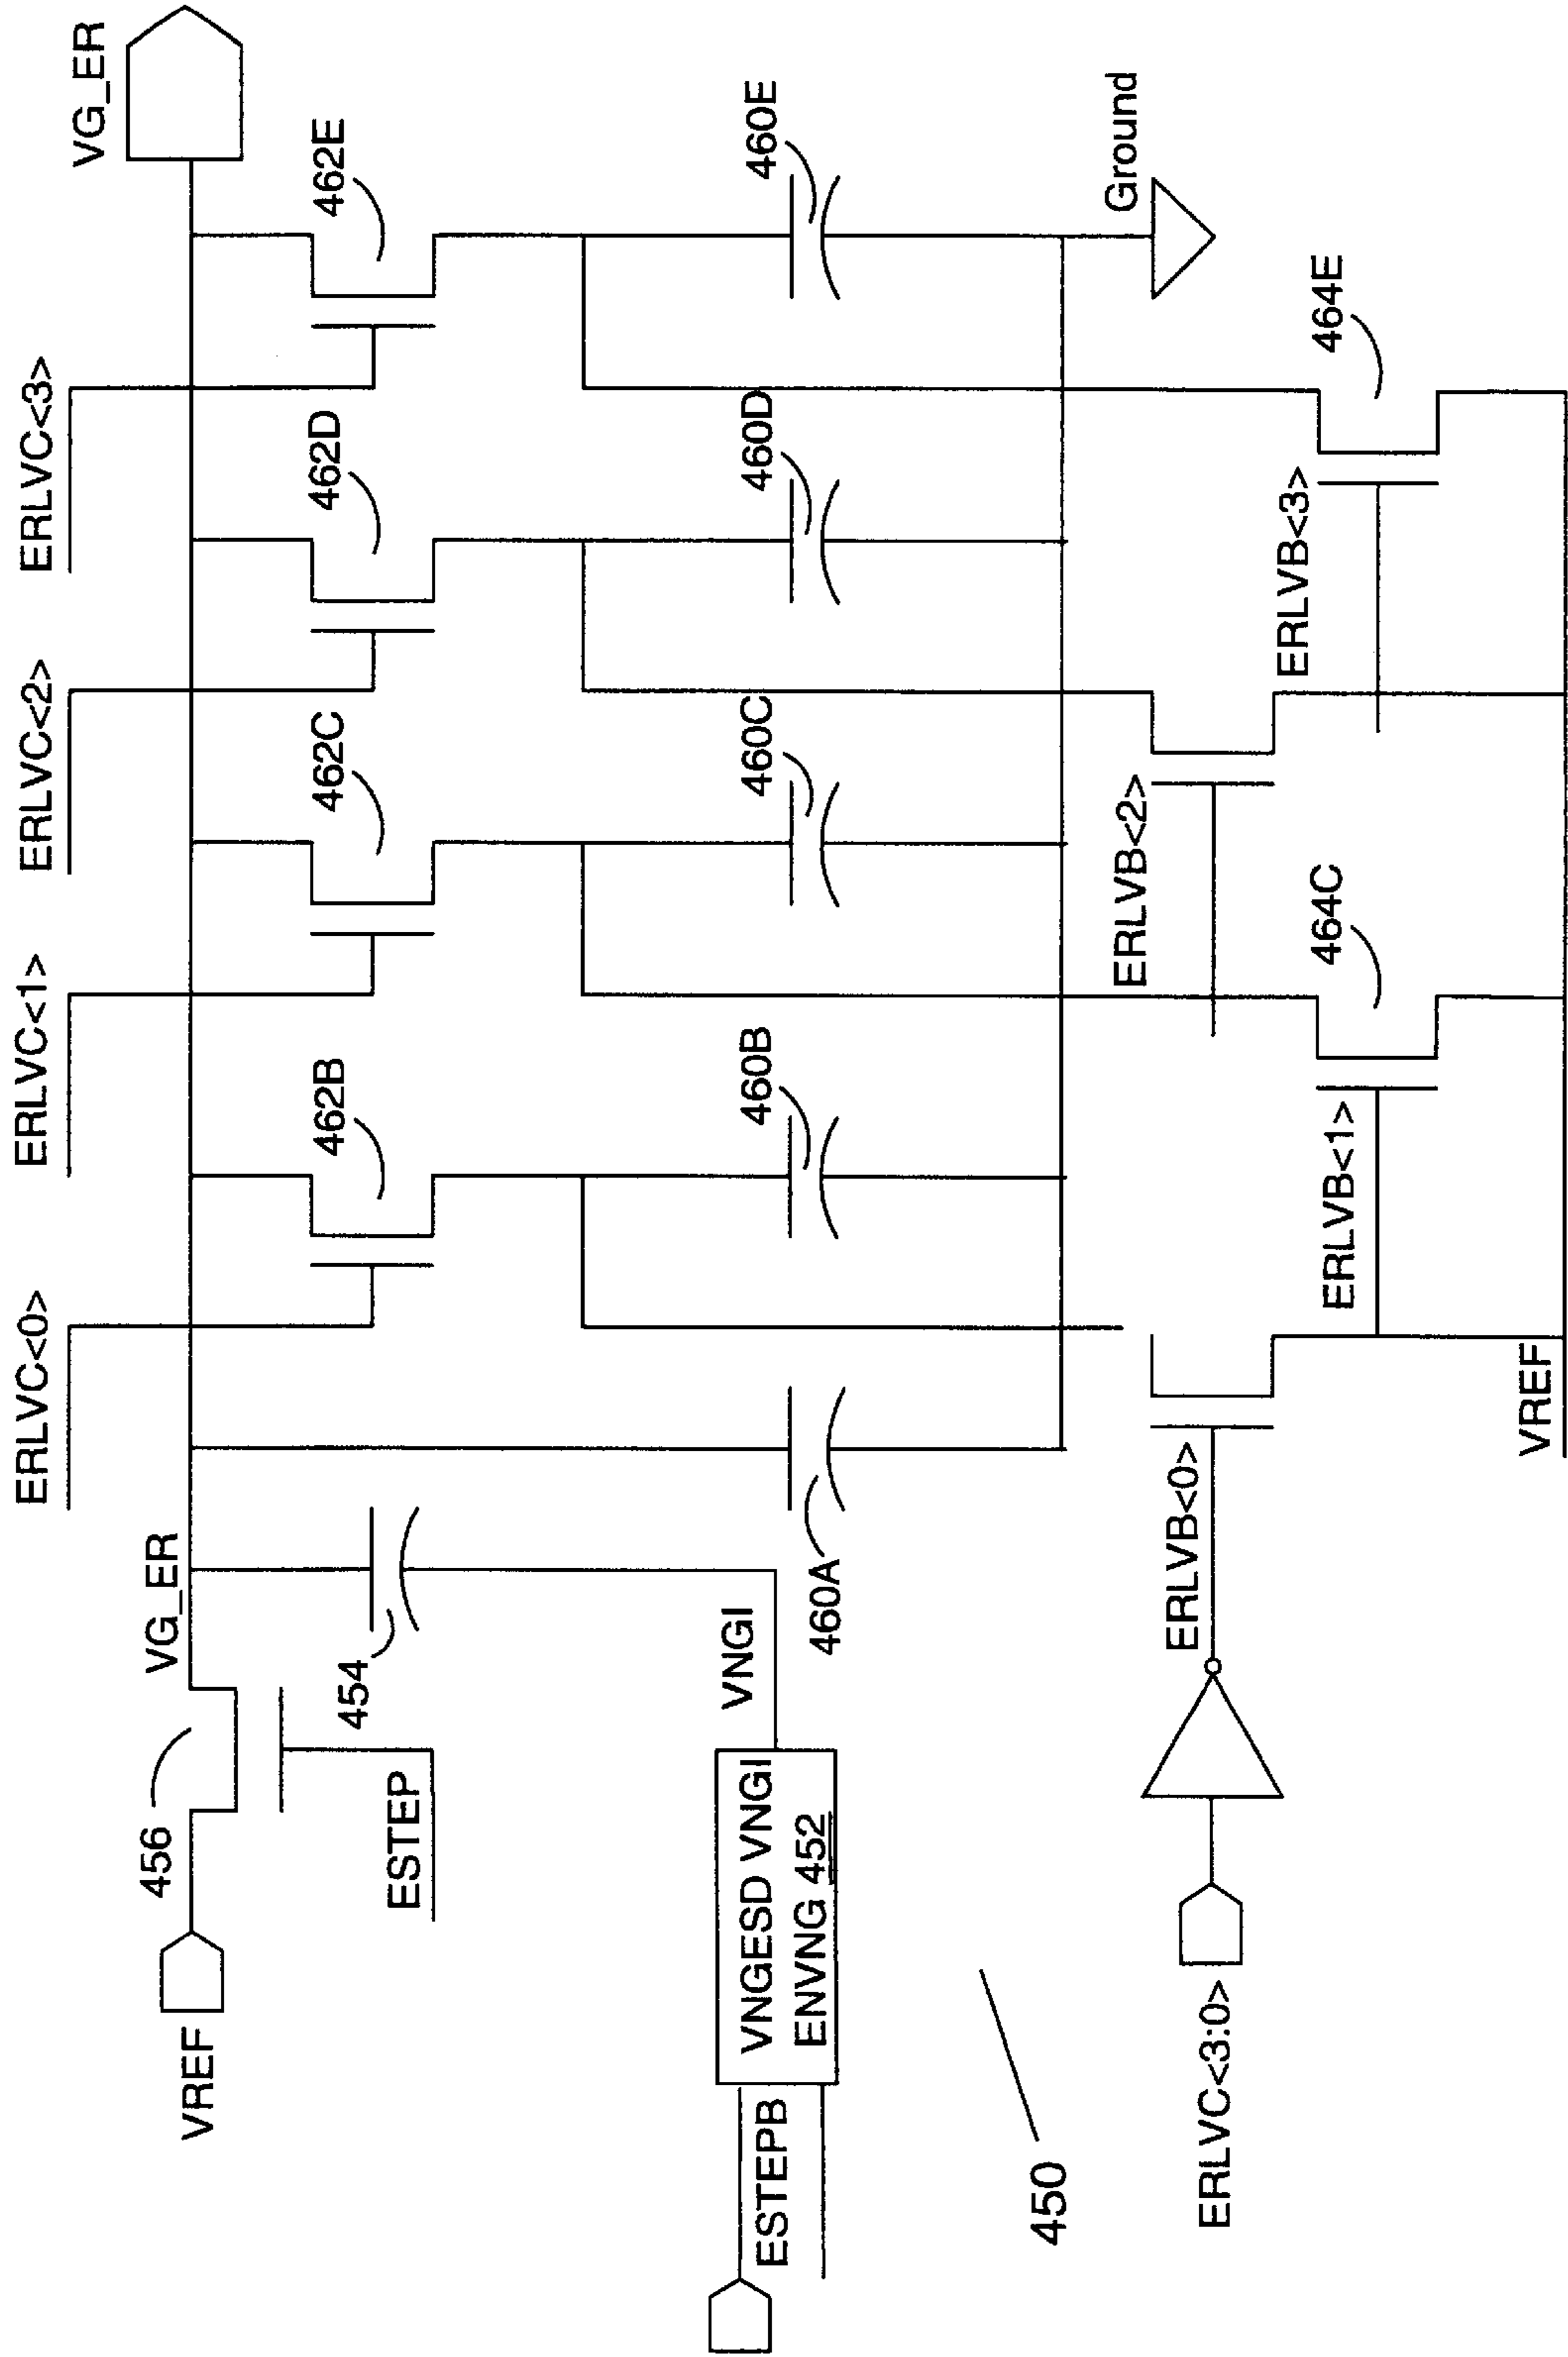 VREF
456
VG_ER
VG_ER
ESTEP
454
ERLVC<0>
ERLVC<1>
ERLVC<2>
ERLVC<3>
462B
462C
462D
462E
ESTEPB
VNGESD VNGI
ENVNG 452
VNGI
460A
460B
460C
460D
460E
Ground
450
ERLVC<3:0>
ERLVB<0>
ERLVB<1>
464C
ERLVB<2>
ERLVB<3>
464E
VREF